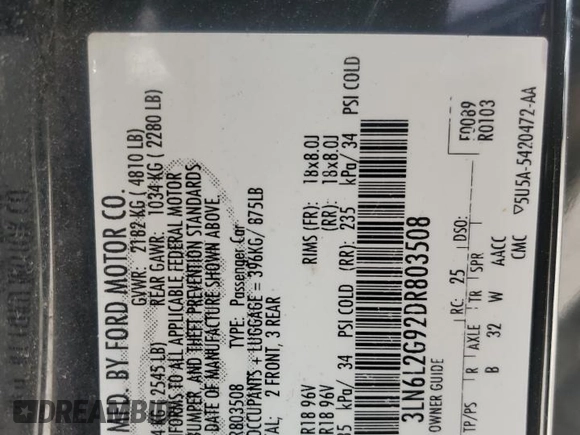 MFD. BY FORD MOTOR CO.
GVWR: 2182 KG ( 4810 LB)
2545 LB) REAR GAWR: 1034 KG ( 2280 LB)
TO ALL APPLICABLE FEDERAL MOTOR
BUMPER, AND THEFT PREVENTION STANDARDS
DATE OF MANUFACTURE SHOWN ABOVE.
R803508 TYPE: Passenger Car
OCCUPANTS + LUGGAGE = 396KG/ 875LB
2 FRONT, 3 REAR
R18 96V RIMS (FR): 18x8.0J
R18 96V (RR): 18x8.0J
kPa/ 34 PSI COLD (RR): 235 kPa/ 34 PSI COLD
3LN6L2G92DR803508 F0089
OWNER GUIDE R0103
RC: 25 DSO:
TP/PS R AXLE TR SPR
B 32 W AACC
CMC ▽5U5A-5420472-AA
BIDFAX